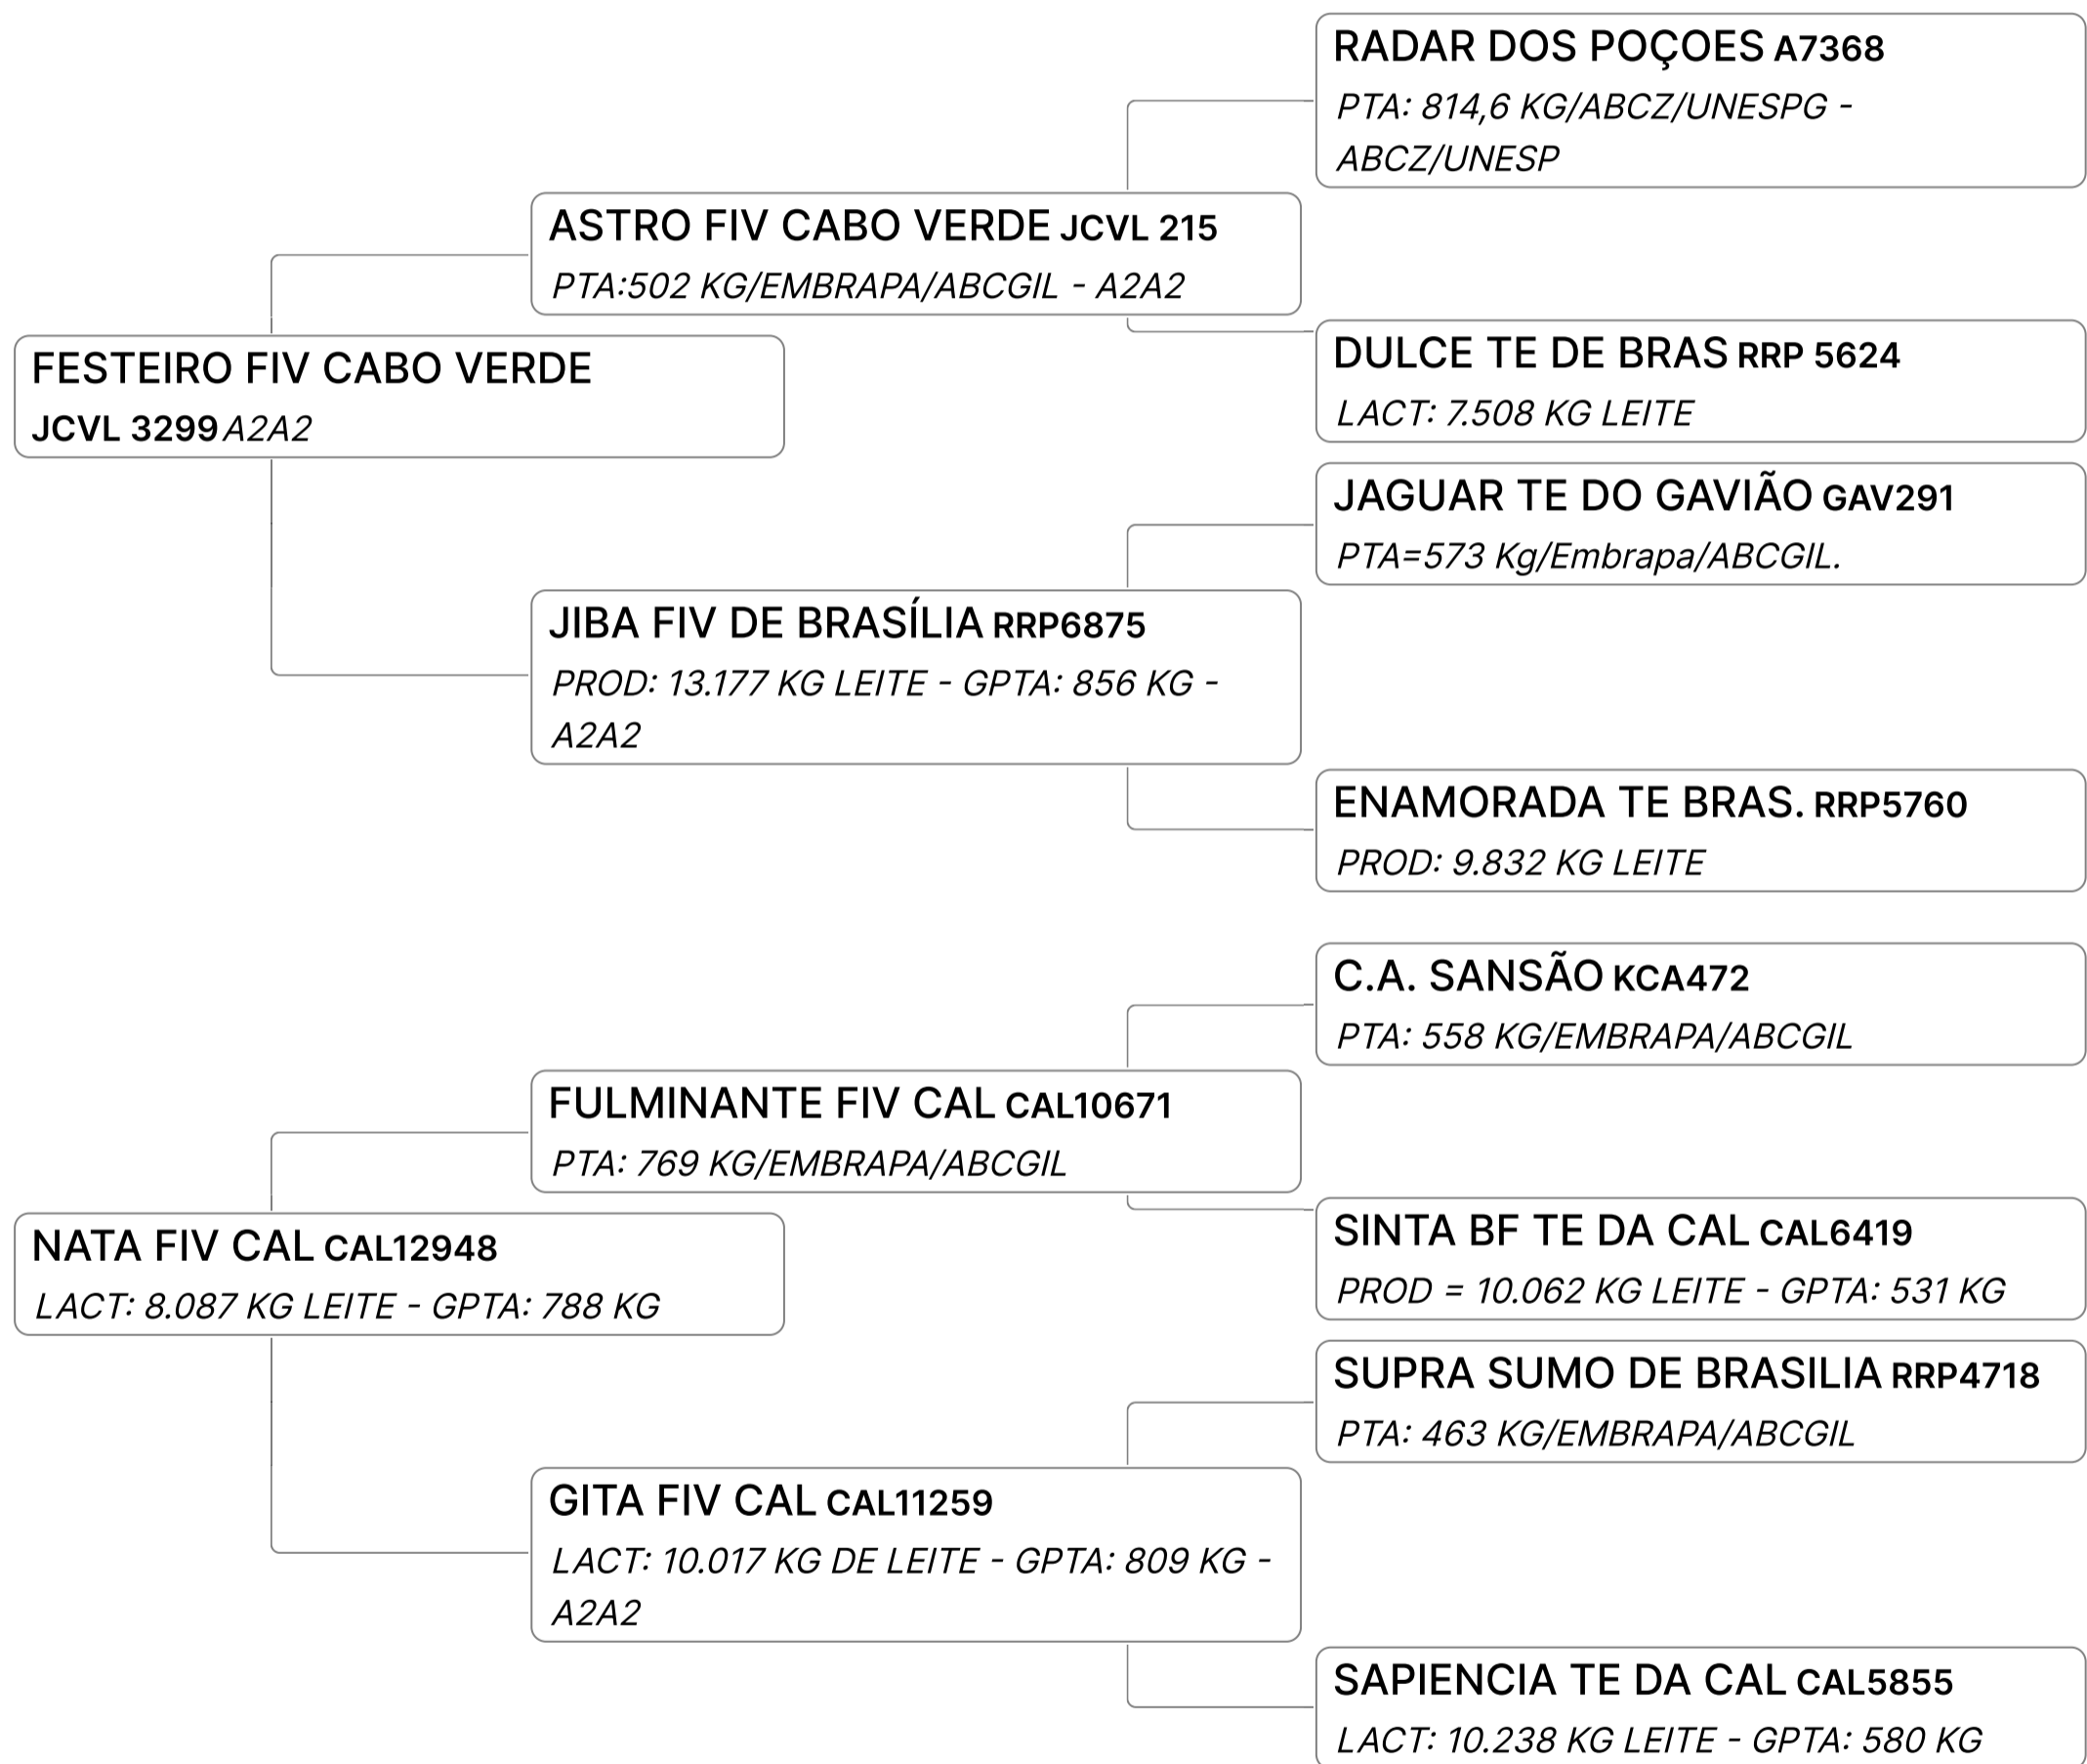 RADAR DOS POÇOES A7368
PTA: 814,6 KG/ABCZ/UNESPG -
ABCZ/UNESP
ASTRO FIV CABO VERDE JCVL 215
PTA:502 KG/EMBRAPA/ABCGIL - A2A2
DULCE TE DE BRAS RRP 5624
LACT: 7.508 KG LEITE
FESTEIRO FIV CABO VERDE
JCVL 3299 A2A2
JAGUAR TE DO GAVIÃO GAV291
PTA=573 Kg/Embrapa/ABCGIL.
JIBA FIV DE BRASÍLIA RRP6875
PROD: 13.177 KG LEITE - GPTA: 856 KG -
A2A2
ENAMORADA TE BRAS. RRP5760
PROD: 9.832 KG LEITE
C.A. SANSÃO KCA472
PTA: 558 KG/EMBRAPA/ABCGIL
FULMINANTE FIV CAL CAL10671
PTA: 769 KG/EMBRAPA/ABCGIL
SINTA BF TE DA CAL CAL6419
PROD = 10.062 KG LEITE - GPTA: 531 KG
NATA FIV CAL CAL12948
LACT: 8.087 KG LEITE - GPTA: 788 KG
SUPRA SUMO DE BRASILIA RRP4718
PTA: 463 KG/EMBRAPA/ABCGIL
GITA FIV CAL CAL11259
LACT: 10.017 KG DE LEITE - GPTA: 809 KG -
A2A2
SAPIENCIA TE DA CAL CAL5855
LACT: 10.238 KG LEITE - GPTA: 580 KG